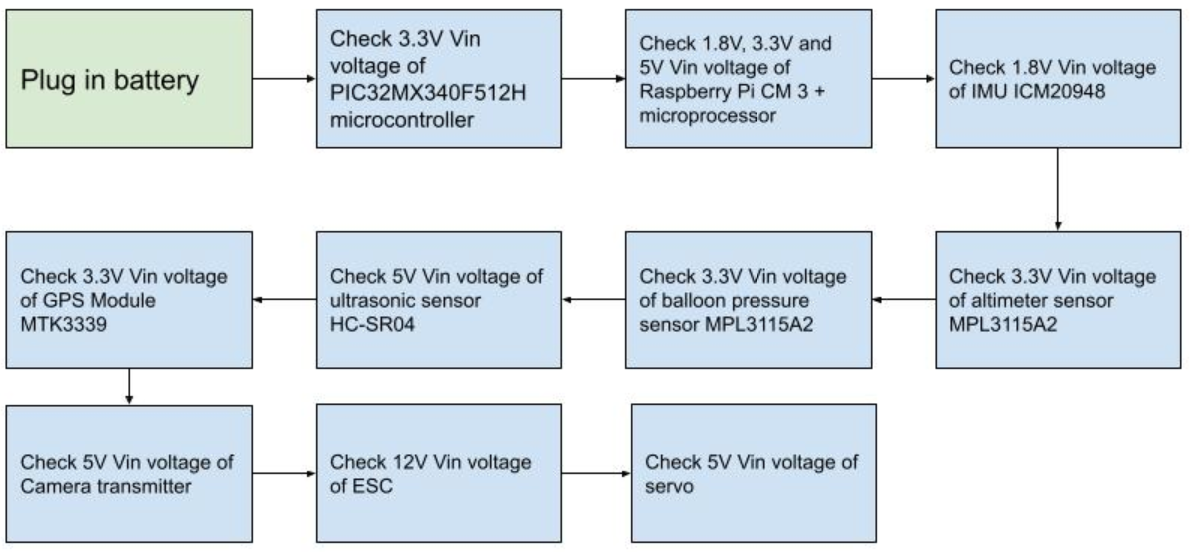 Plug in battery
Check 3.3V Vin
voltage of
PIC32MX340F512H
microcontroller
Check 1.8V, 3.3V and
5V Vin voltage of
Raspberry Pi CM 3 +
microprocessor
Check 1.8V Vin voltage
of IMU ICM20948
Check 3.3V Vin voltage
of altimeter sensor
MPL3115A2
Check 3.3V Vin voltage
of balloon pressure
sensor MPL3115A2
Check 5V Vin voltage of
ultrasonic sensor
HC-SR04
Check 3.3V Vin voltage
of GPS Module
MTK3339
Check 5V Vin voltage of
Camera transmitter
Check 12V Vin voltage
of ESC
Check 5V Vin voltage of
servo